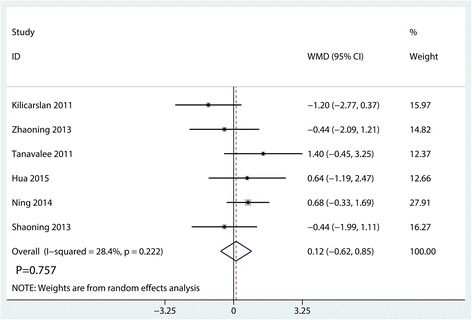 Study %
ID WMD (95% CI) Weight
Kilicarslan 2011 −1.20 (−2.77, 0.37) 15.97
Zhaoning 2013 −0.44 (−2.09, 1.21) 14.82
Tanavalee 2011 1.40 (−0.45, 3.25) 12.37
Hua 2015 0.64 (−1.19, 2.47) 12.66
Ning 2014 0.68 (−0.33, 1.69) 27.91
Shaoning 2013 −0.44 (−1.99, 1.11) 16.27
Overall (I-squared = 28.4%, p = 0.222) 0.12 (−0.62, 0.85) 100.00
P=0.757
NOTE: Weights are from random effects analysis
−3.25 0 3.25